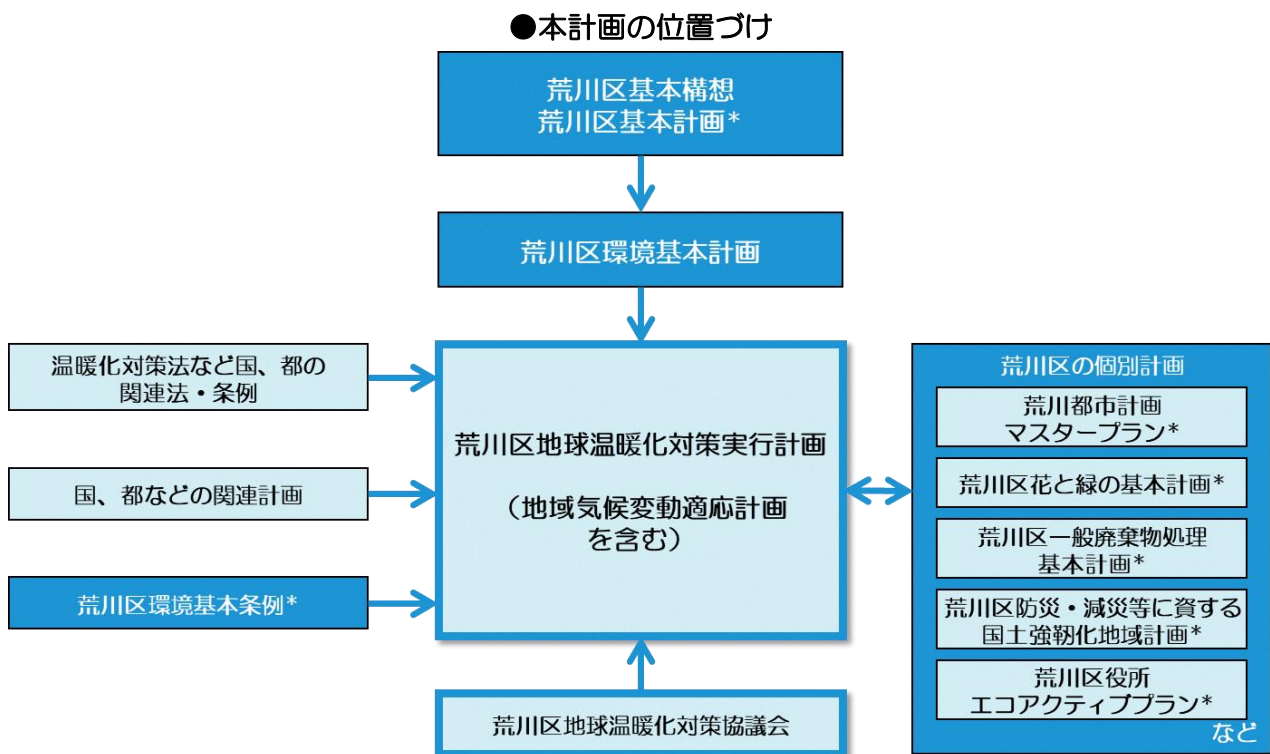 ●本計画の位置づけ
荒川区基本構想
荒川区基本計画*
荒川区環境基本計画
温暖化対策法など国、都の
関連法・条例
国、都などの関連計画
荒川区環境基本条例*
荒川区地球温暖化対策実行計画
（地域気候変動適応計画
を含む）
荒川区地球温暖化対策協議会
荒川区の個別計画
荒川都市計画
マスタープラン*
荒川区花と緑の基本計画*
荒川区一般廃棄物処理
基本計画*
荒川区防災・減災等に資する
国土強靭化地域計画*
荒川区役所
エコアクティブプラン*
など